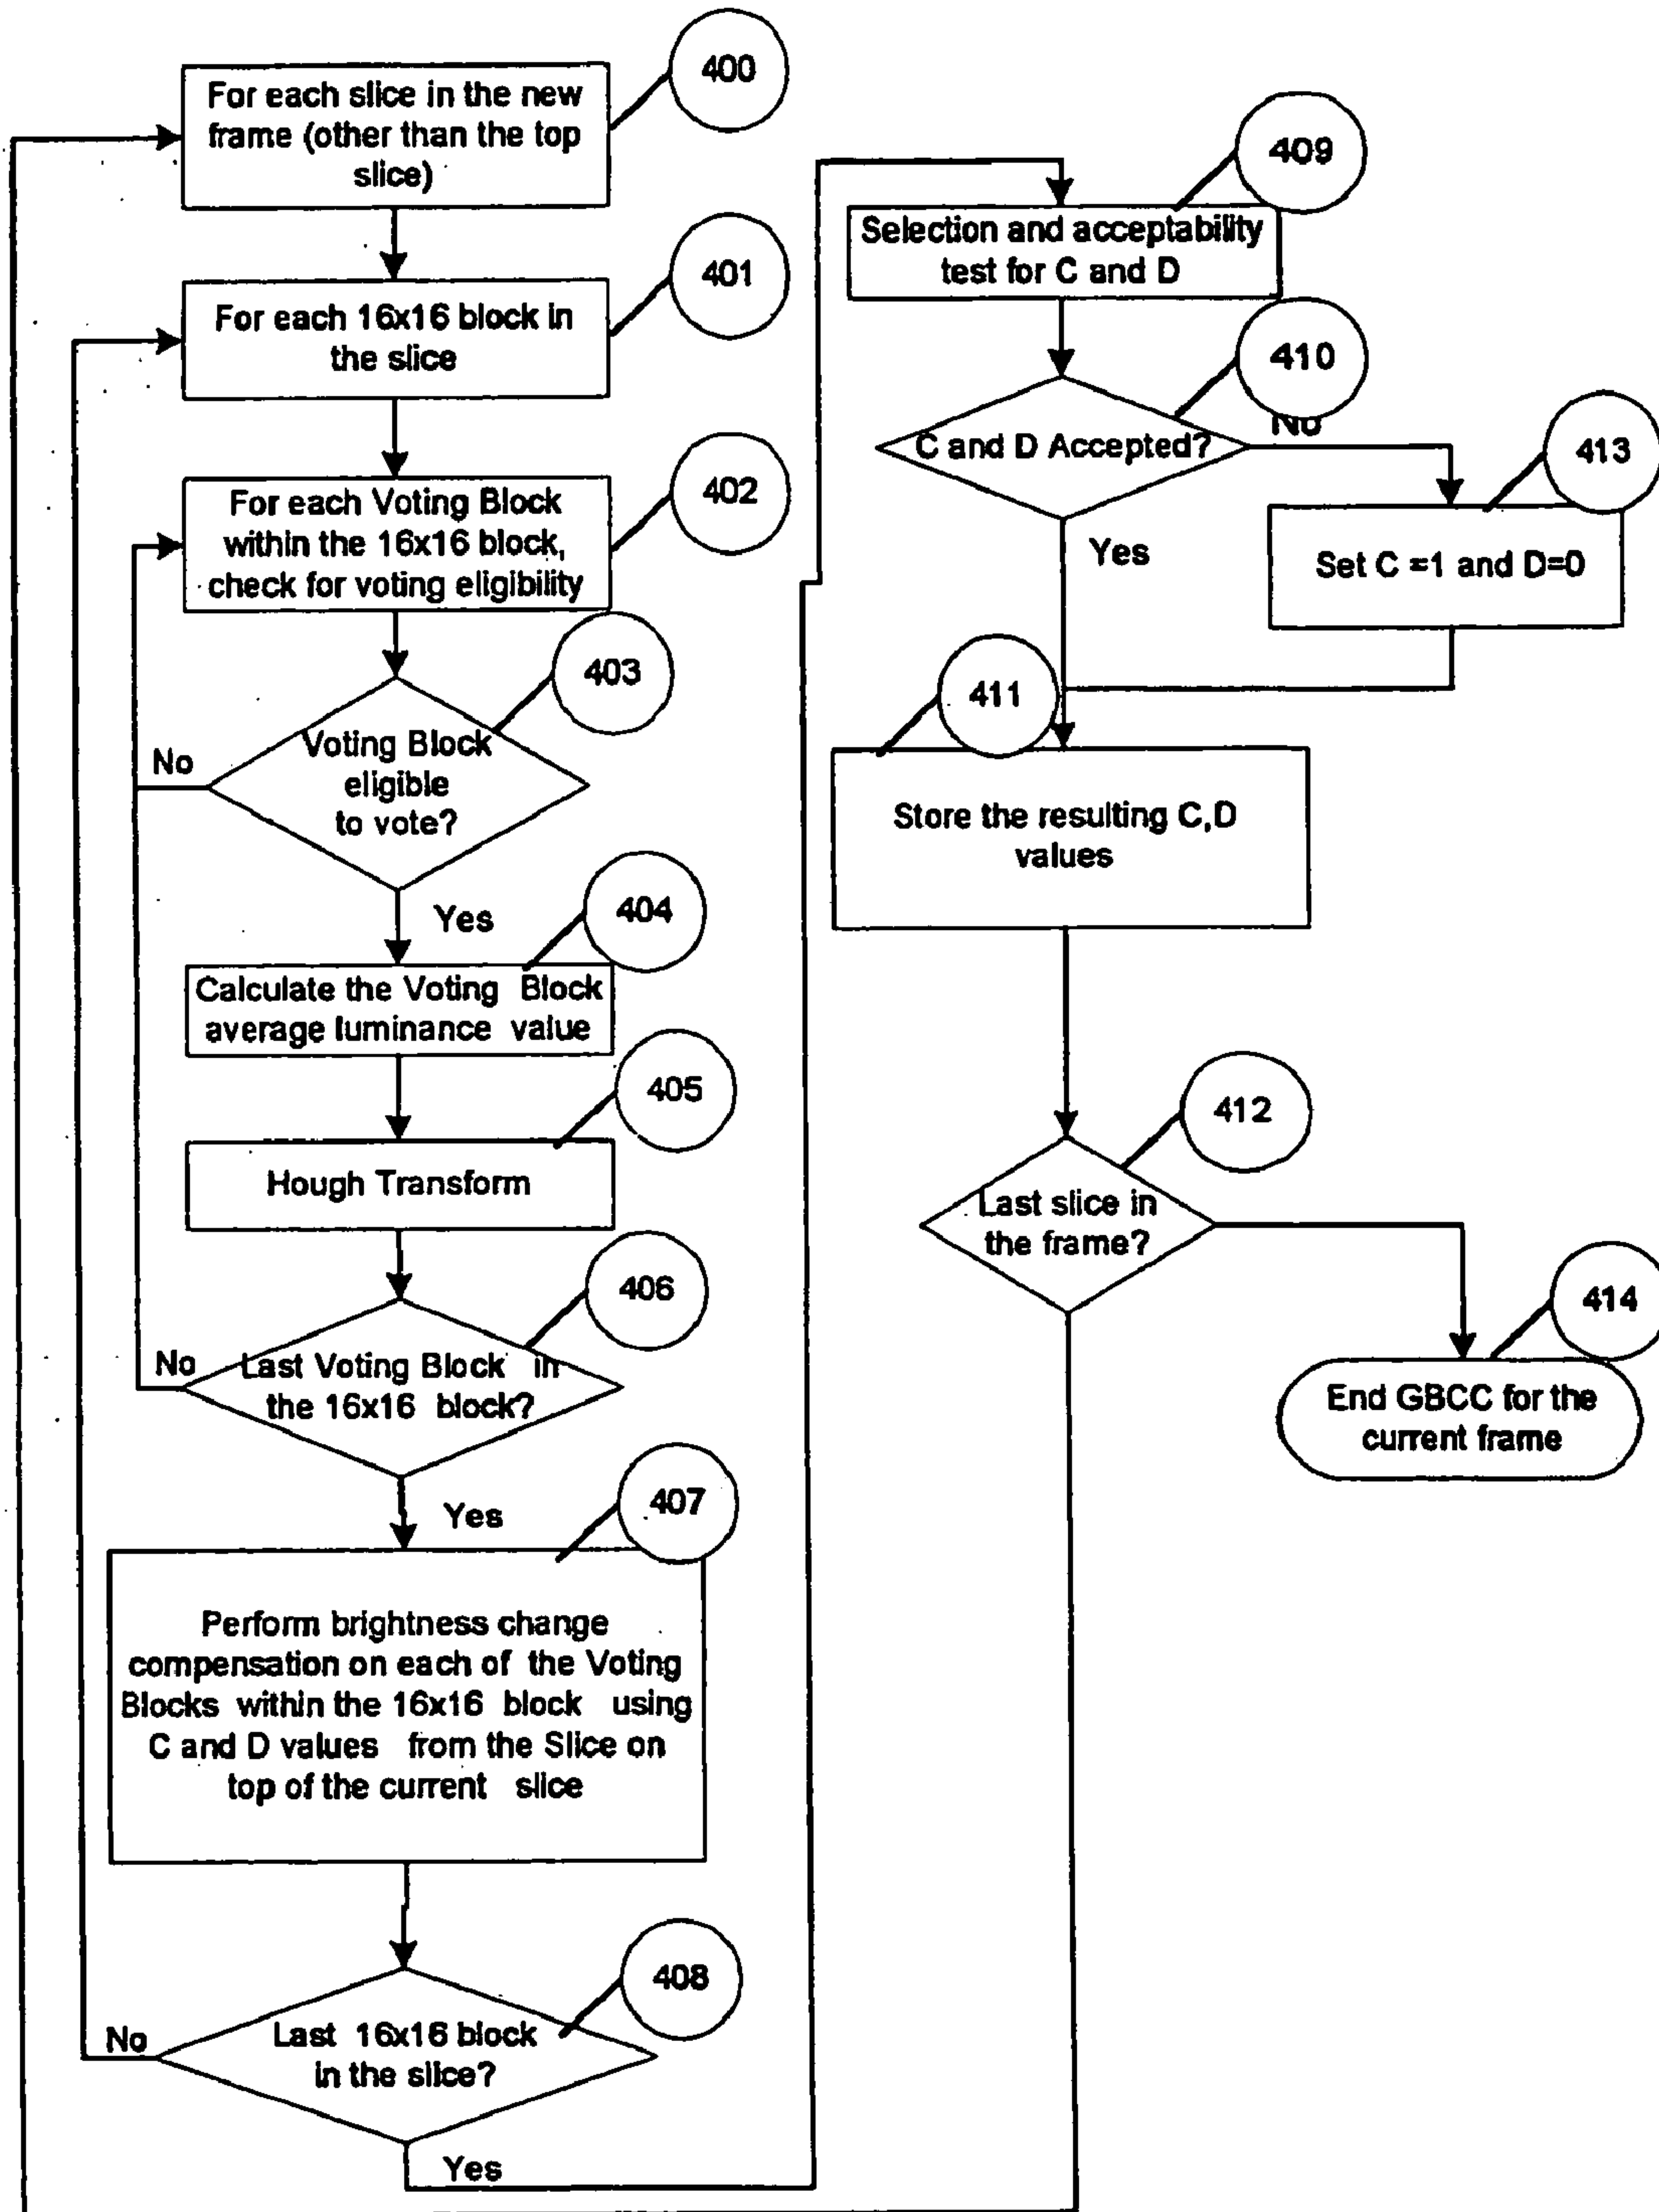 400
For each slice in the new
frame (other than the top
slice)
401
For each 16x16 block in
the slice
402
For each Voting Block
within the 16x16 block,
check for voting eligibility
403
Voting Block
eligible
to vote?
No
Yes
404
Calculate the Voting Block
average luminance value
405
Hough Transform
406
Last Voting Block in
the 16x16 block?
No
Yes
407
Perform brightness change
compensation on each of the Voting
Blocks within the 16x16 block using
C and D values from the Slice on
top of the current slice
408
Last 16x16 block
in the slice?
No
Yes
409
Selection and acceptability
test for C and D
410
C and D Accepted?
No
Yes
413
Set C =1 and D=0
411
Store the resulting C,D
values
412
Last slice in
the frame?
414
End GBCC for the
current frame